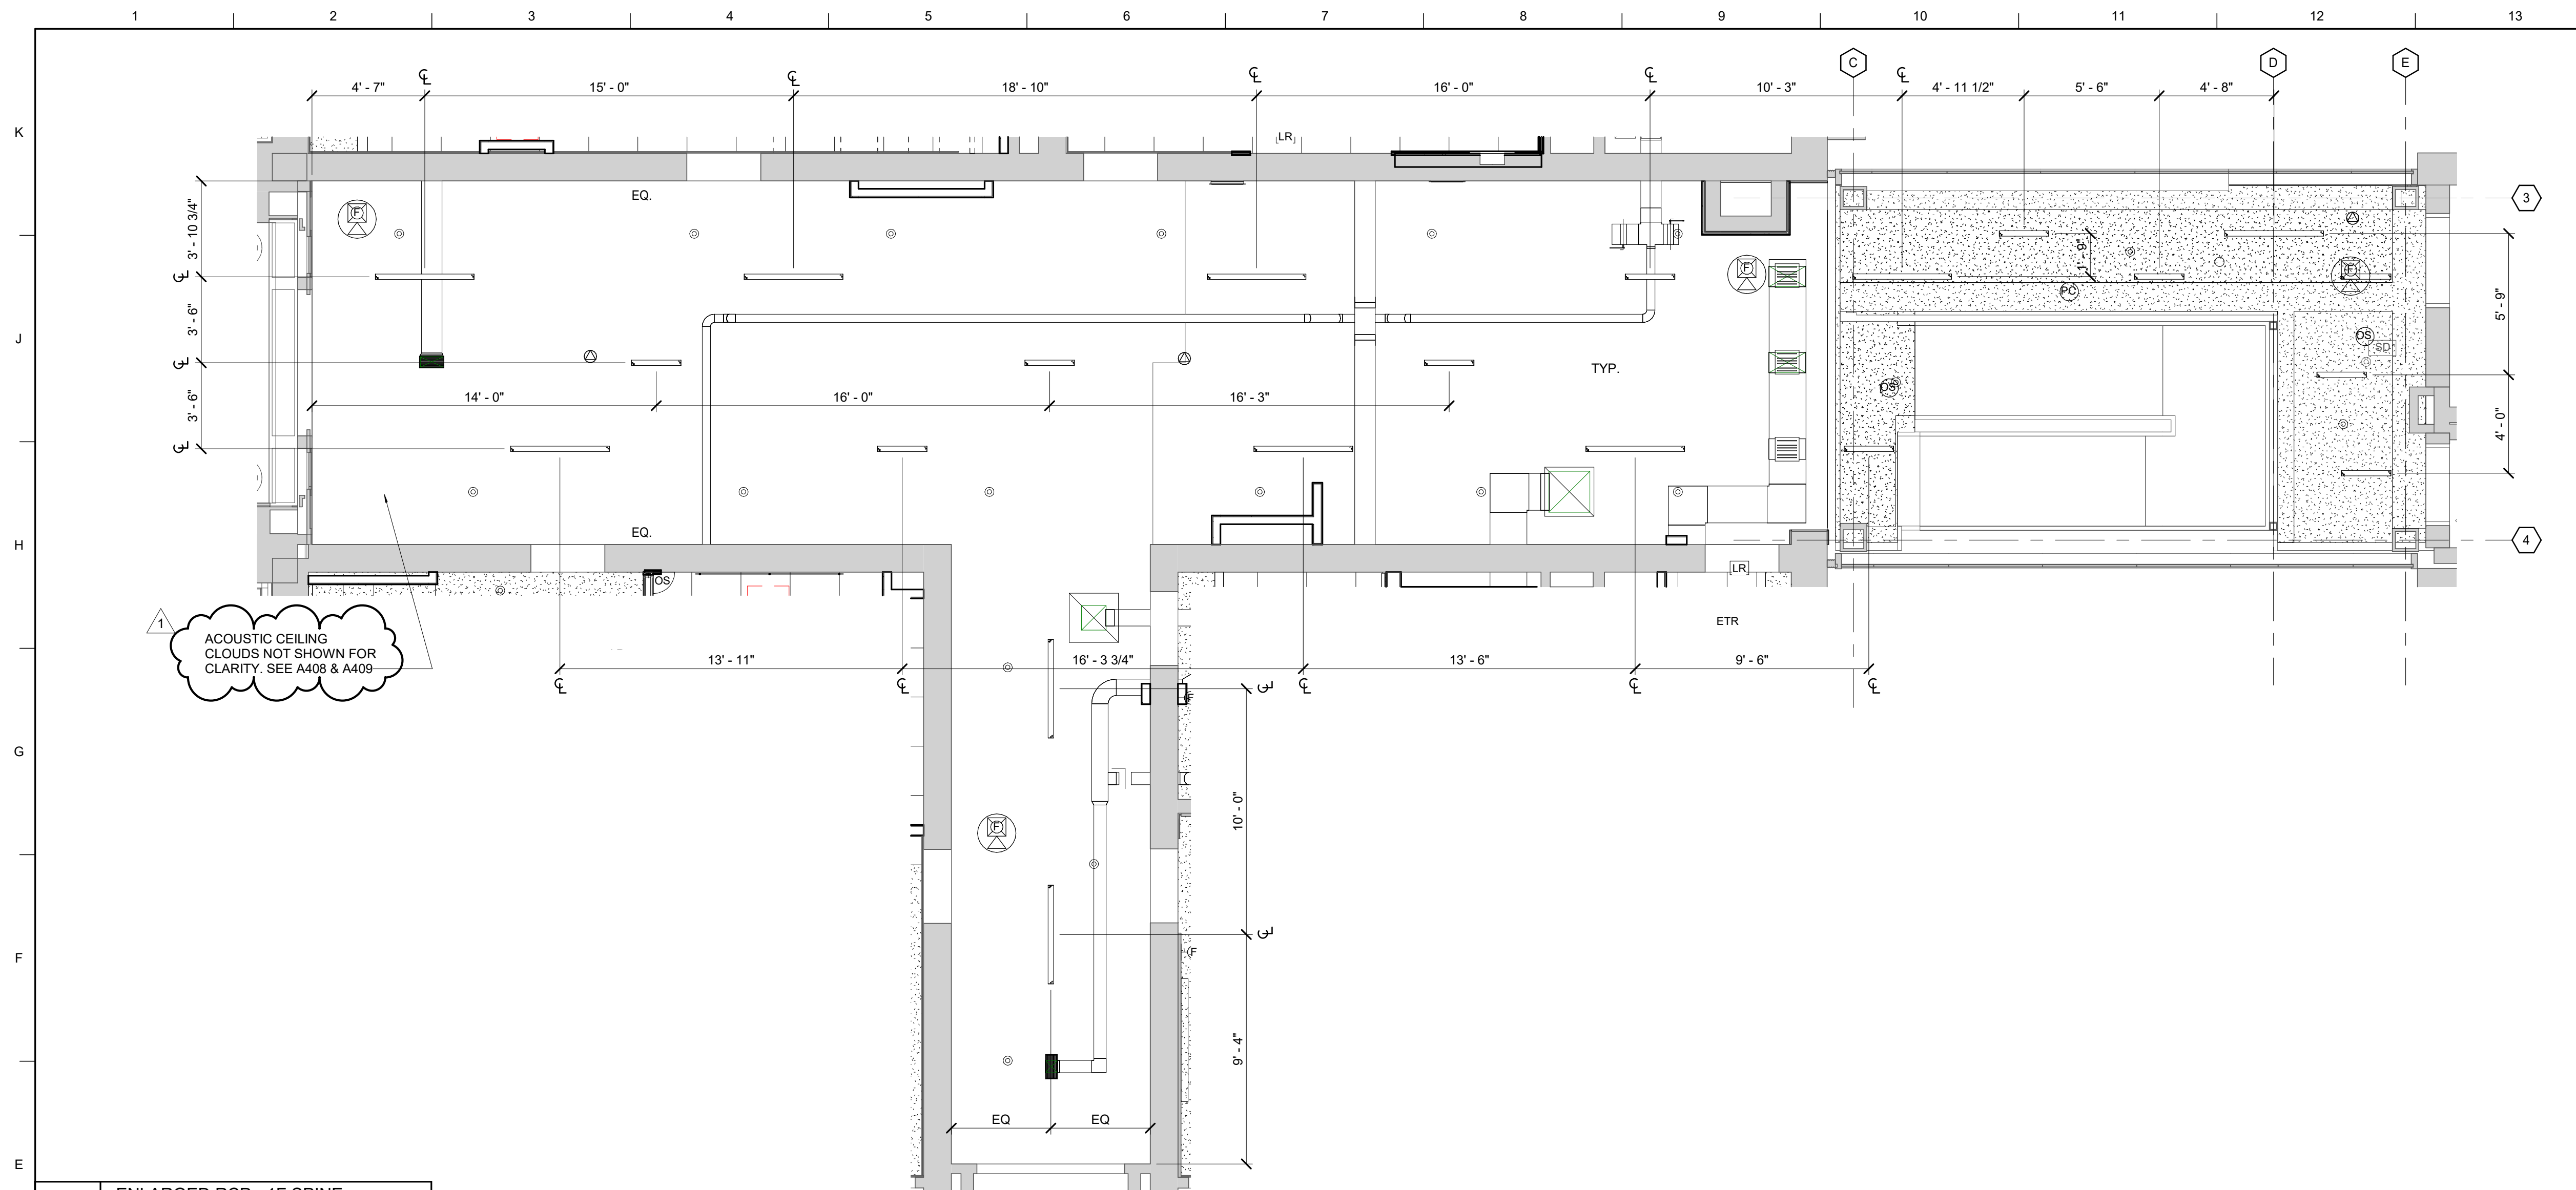 1 2 3 4 5 6 7 8 9 10 11 12 13
C D E
4' - 7" 15' - 0" 18' - 10" 16' - 0" 10' - 3" 4' - 11 1/2" 5' - 6" 4' - 8"
K
LR
EQ.
3
3' - 10 3/4"
F
F
1' - 9"
F
PC
3' - 6"
J
5' - 9"
OS
SD
TYP.
OS
3' - 6"
14' - 0" 16' - 0" 16' - 3"
4' - 0"
EQ.
H
4
OS
LR
1
ACOUSTIC CEILING
CLOUDS NOT SHOWN FOR
CLARITY. SEE A408 & A409
ETR
13' - 11" 16' - 3 3/4" 13' - 6" 9' - 6"
G
10' - 0"
F
F
F
9' - 4"
EQ EQ
E
ENLARGED RCP - 1F SPINE